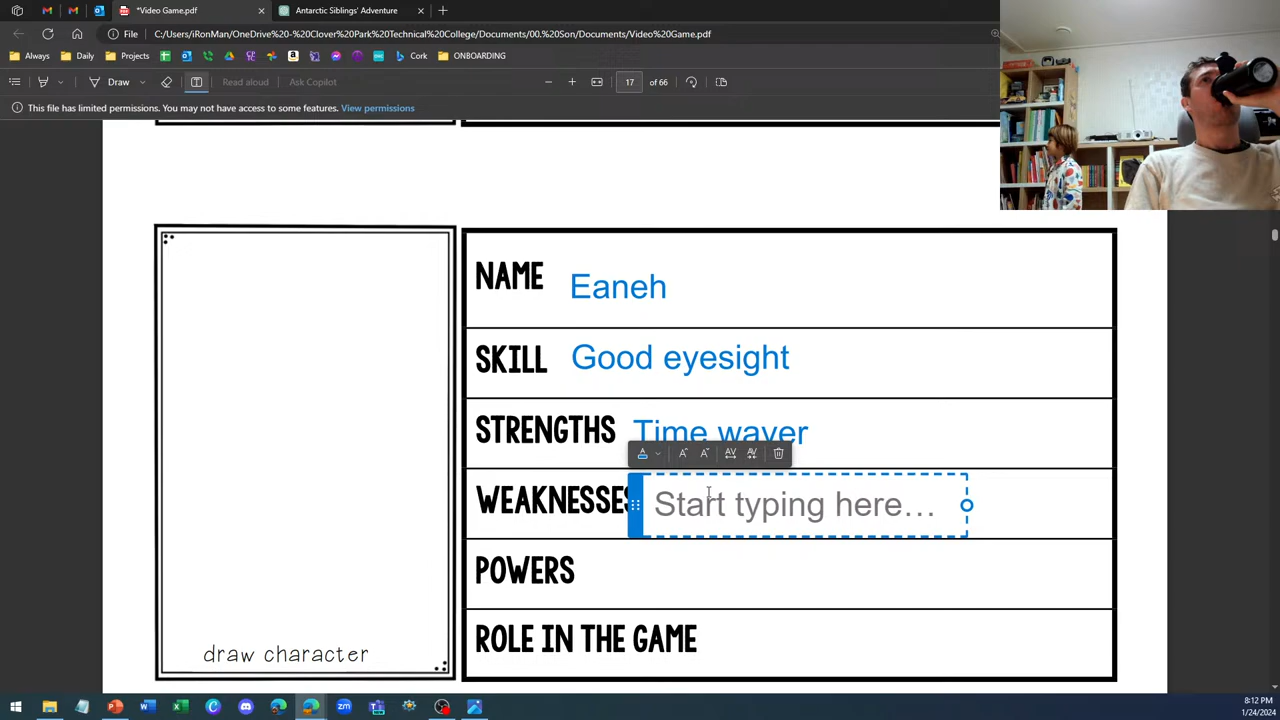 *Video Game.pdf
Antarctic Siblings' Adventure
File
C:/Users/iRonMan/OneDrive%20-%20Clover%20Park%20Technical%20College/Documents/00.%20Son/Documents/Video%20Game.pdf
Always
Daily
Projects
Cork
ONBOARDING
Draw
Read aloud
Ask Copilot
17
of 66
This file has limited permissions. You may not have access to some features. View permissions
NAME Eaneh
SKILL Good eyesight
STRENGTHS Time waver
WEAKNESSES Start typing here…
POWERS
ROLE IN THE GAME
draw character
8:12 PM
1/24/2024